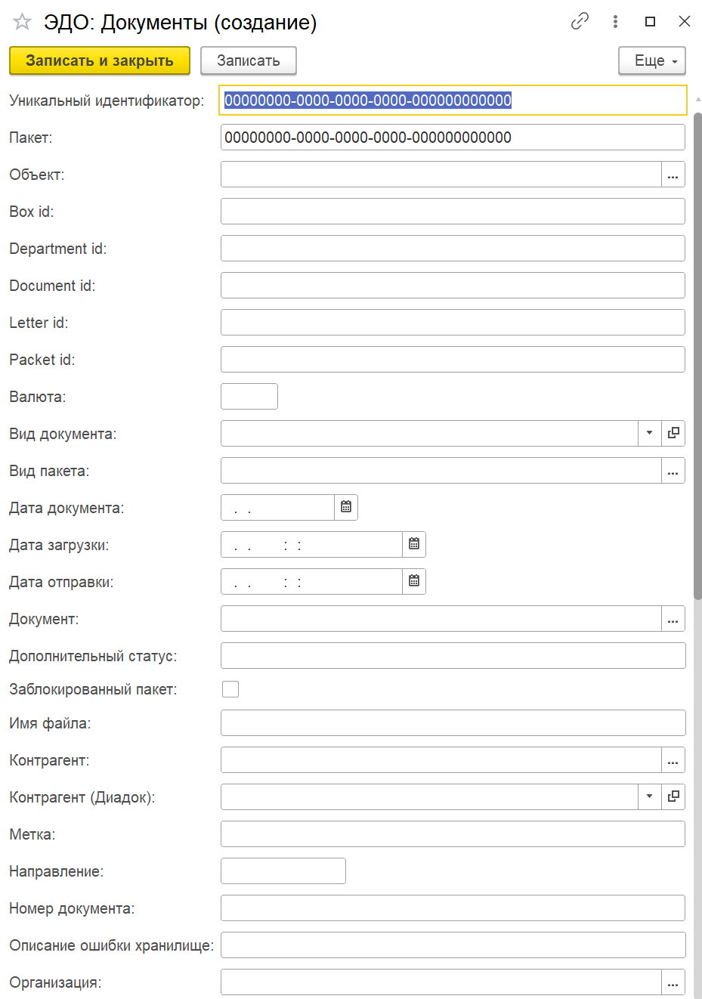 ЭДО: Документы (создание)
Записать и закрыть Записать Еще
Уникальный идентификатор: 00000000-0000-0000-0000-000000000000
Пакет: 00000000-0000-0000-0000-000000000000
Объект: ...
Box id:
Department id:
Document id:
Letter id:
Packet id:
Валюта:
Вид документа:
Вид пакета: ...
Дата документа: . .
Дата загрузки: . . : :
Дата отправки: . . : :
Документ: ...
Дополнительный статус:
Заблокированный пакет:
Имя файла:
Контрагент: ...
Контрагент (Диадок):
Метка:
Направление:
Номер документа:
Описание ошибки хранилище:
Организация: ...